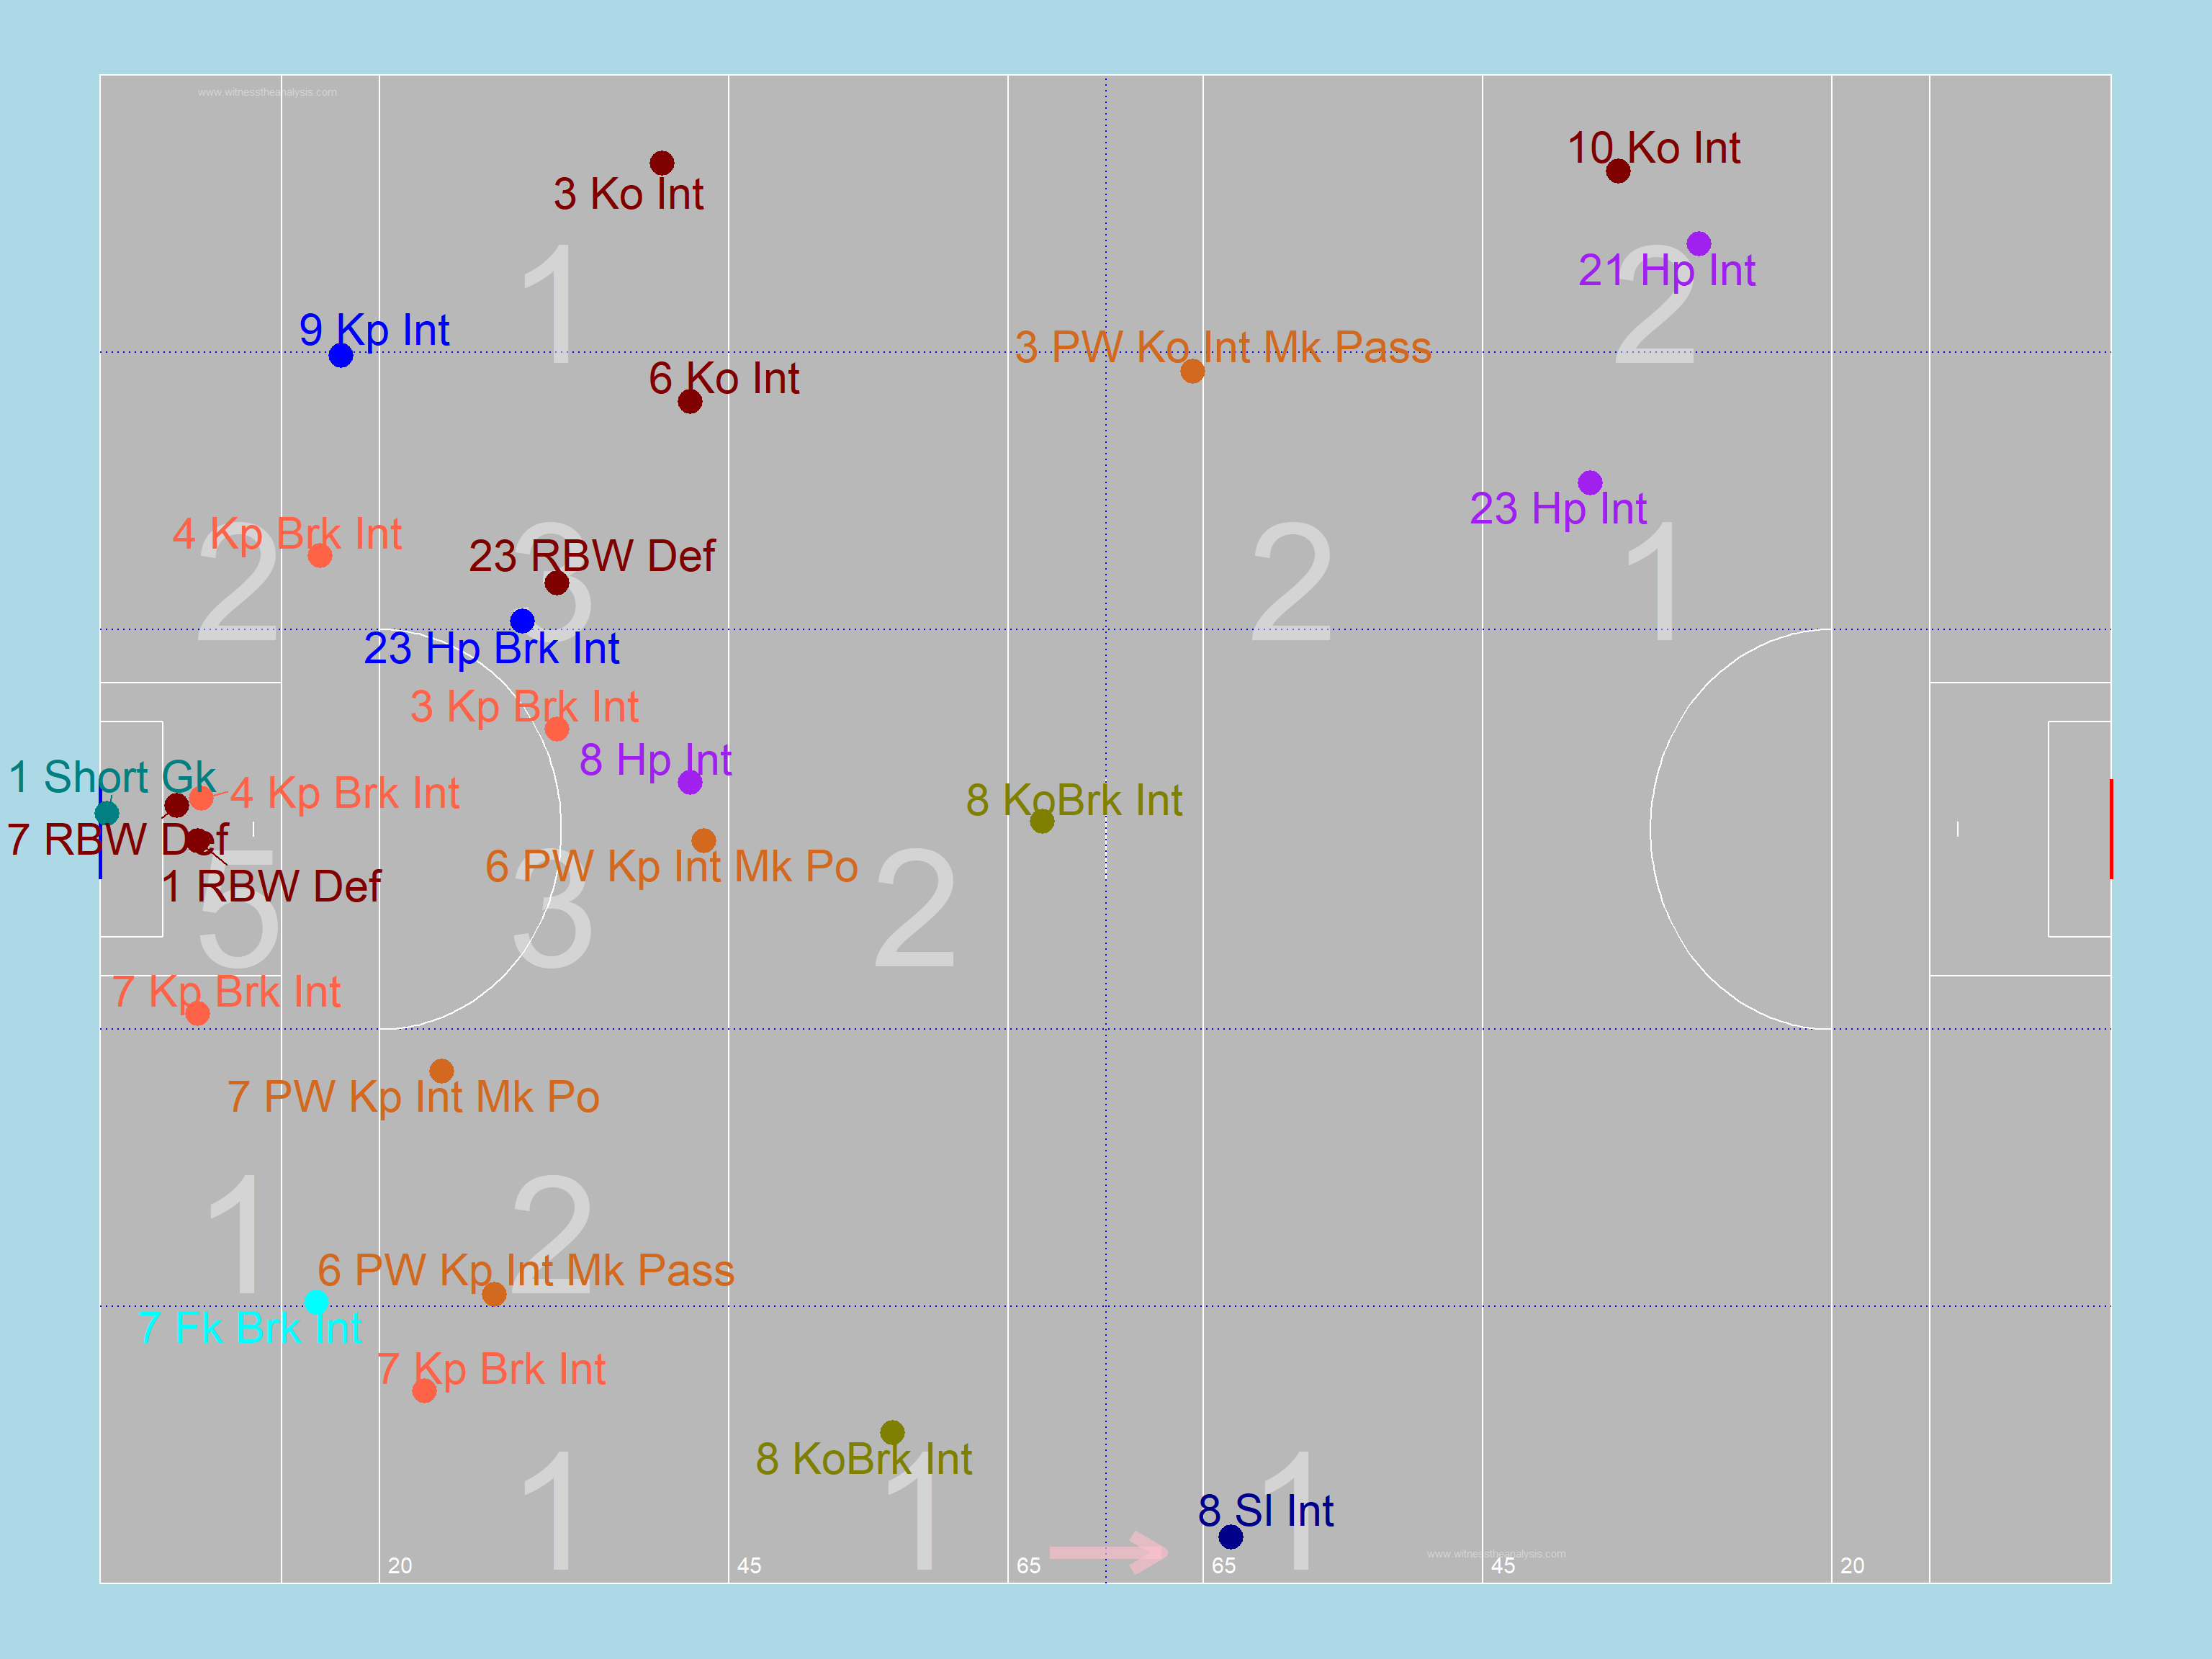 www.witnesstheanalysis.com
10 Ko Int
3 Ko Int
1
2
21 Hp Int
9 Kp Int
3 PW Ko Int Mk Pass
6 Ko Int
23 Hp Int
4 Kp Brk Int
2
23 RBW Def
3
2
1
23 Hp Brk Int
3 Kp Brk Int
8 Hp Int
1 Short Gk
4 Kp Brk Int
8 KoBrk Int
7 RBW Def
6 PW Kp Int Mk Po
1 RBW Def
5
3
2
7 Kp Brk Int
7 PW Kp Int Mk Po
1
2
6 PW Kp Int Mk Pass
7 Fk Brk Int
7 Kp Brk Int
8 KoBrk Int
1
1
1
8 Sl Int
www.witnesstheanalysis.com
20
45
65
65
45
20